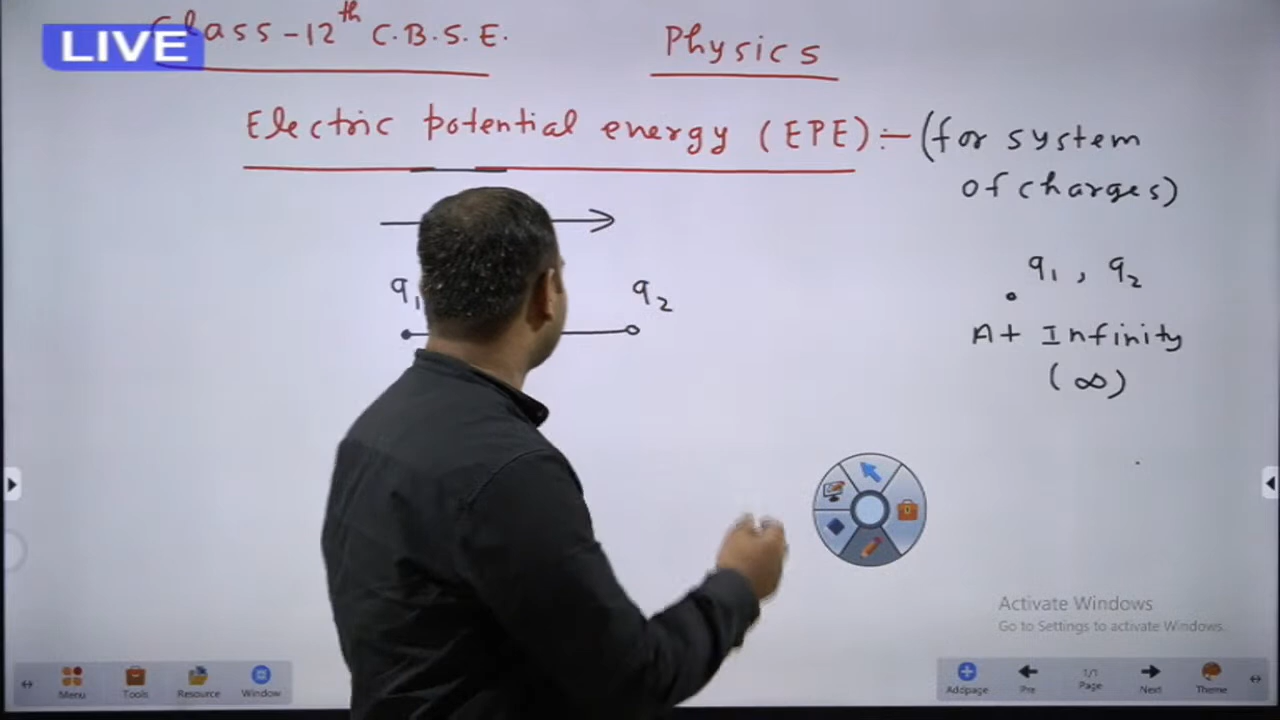 LIVE
Class-12th C.B.S.E.
Physics
Electric potential energy (EPE):- (for system
of charges)
q1
q2
q1, q2
At Infinity
(∞)
Activate Windows
Go to Settings to activate Windows.
Menu
Tools
Resource
Window
Addpage
Pre
1/1
Page
Next
Theme